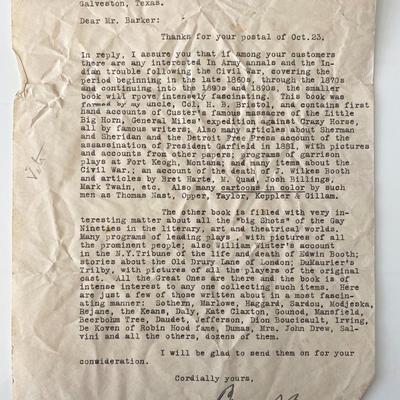 Galveston, Texas.
Dear Mr. Barker:
Thanks for your postal of Oct.23,
In reply, I assure you that if among your customers
there are any interested in Army annals and the In-
dian trouble following the Civil War, covering the
period beginning in the late 1860s, through the 1870s
and continuing into the 1880s and 1890s, the smaller
book will rpove intensely fascinating. This book was
formed by my uncle, Col. H. B. Bristol, and contains first
hand accounts of Custer's famous massacre of the Little
Big Horn, General, Miles' expedition against Crazy Horse,
all by famous writers; Also many articles about Sherman
and Sheridan and the Detroit Free Press account of the
assassination of President Garfield in 1881, with pictures
and accounts from other papers; programs of garrison
plays at Fort Keogh, Montana; and many items about the
Civil War.; an account of the death of J. Wilkes Booth
and articles by Bret Harte, M. Quad, Josh Billings,
Mark Twain, etc. Also many cartoons in color by such
men as Thomas Nast, Opper, Taylor, Koppler & Gillam.
The other book is filled with very in-
teresting matter about all the "big Shots" of the Gay
Nineties in the literary, art and theatrical worlds.
Many programs of leading plays , with pictures of all
the prominent people; also William Winter's account
in the N.Y.Tribune of the life and death of Edwin Booth;
stories about the Old Drury Lane of London; DuMaurier's
Trilby, with pictures of all the players of the original
cast. All the Great Ones are there and the book is of
intense interest to any one collecting such items. Here
are just a few of those written about in a most fasci-
nating manner: Sothern, Marlowe, Haggard, Sardou, Modjeska,
Rejane, the Keans, Daly, Kate Claxton, Gounod, Mansfield,
Beerbohm Tree, Daudet, Jefferson, Dion Boucicault, Irving,
De Koven of Robin Hood fame, Dumas, Mrs. John Drew, Sal-
vini and all the others, dozens of them.
I will be glad to send them on for your
consideration.
Cordially yours,